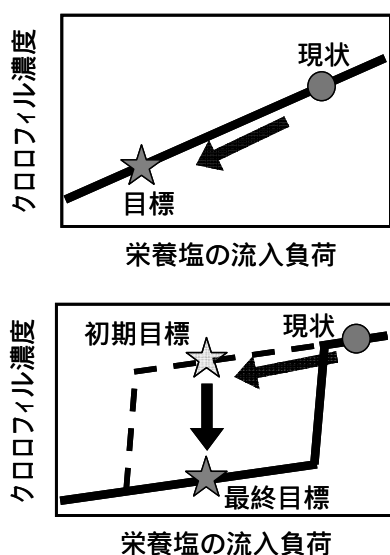 クロロフィル濃度
現状
目標
栄養塩の流入負荷
クロロフィル濃度
初期目標
現状
最終目標
栄養塩の流入負荷